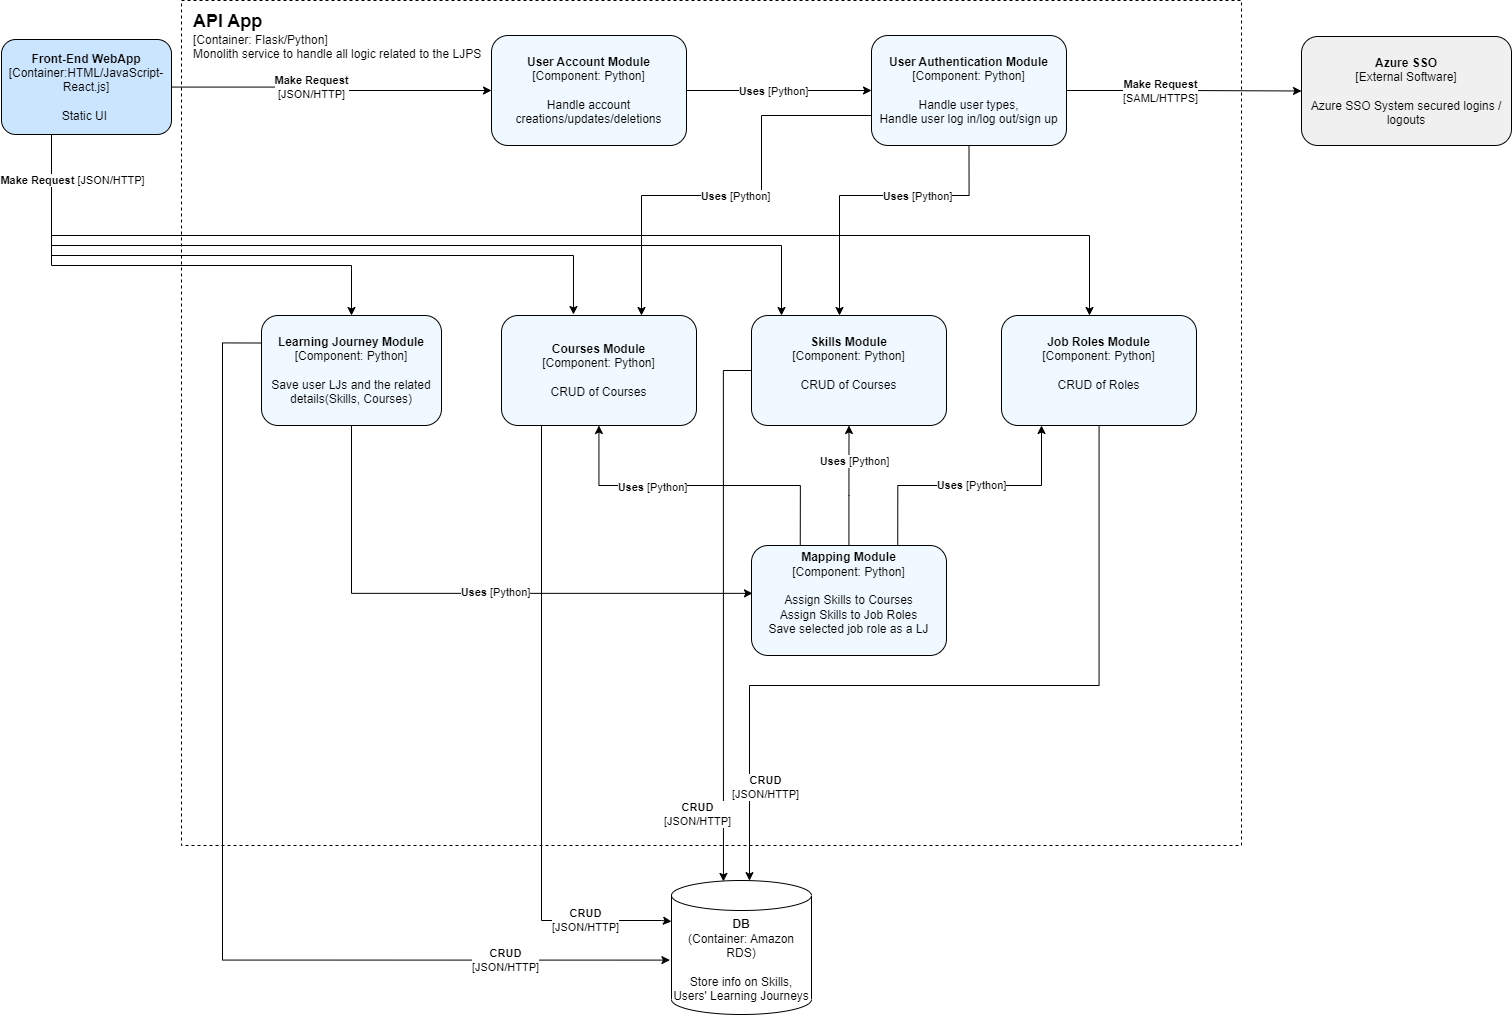 API App
[Container: Flask/Python]
Monolith service to handle all logic related to the LJPS
Front-End WebApp
[Container:HTML/JavaScript-
React.js]
Static UI
Make Request
[JSON/HTTP]
User Account Module
[Component: Python]
Handle account
creations/updates/deletions
Uses [Python]
User Authentication Module
[Component: Python]
Handle user types,
Handle user log in/log out/sign up
Make Request
[SAML/HTTPS]
Azure SSO
[External Software]
Azure SSO System secured logins /
logouts
Make Request [JSON/HTTP]
Uses [Python]
Uses [Python]
Learning Journey Module
[Component: Python]
Save user LJs and the related
details(Skills, Courses)
Courses Module
[Component: Python]
CRUD of Courses
Skills Module
[Component: Python]
CRUD of Courses
Job Roles Module
[Component: Python]
CRUD of Roles
Uses [Python]
Uses [Python]
Uses [Python]
Uses [Python]
Mapping Module
[Component: Python]
Assign Skills to Courses
Assign Skills to Job Roles
Save selected job role as a LJ
CRUD
[JSON/HTTP]
CRUD
[JSON/HTTP]
CRUD
[JSON/HTTP]
CRUD
[JSON/HTTP]
DB
(Container: Amazon
RDS)
Store info on Skills,
Users' Learning Journeys